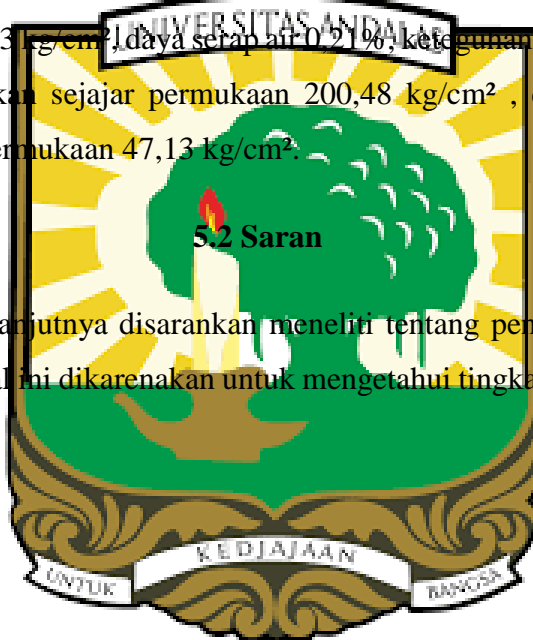 UNIVERSITAS ANDALAS
3 kg/cm², daya serap air 0,21%, keteguhan
kan sejajar permukaan 200,48 kg/cm² ,
ermukaan 47,13 kg/cm².
5.2 Saran
anjutnya disarankan meneliti tentang pen
al ini dikarenakan untuk mengetahui tingka
KEDJAJAAN
UNTUK BANGSA